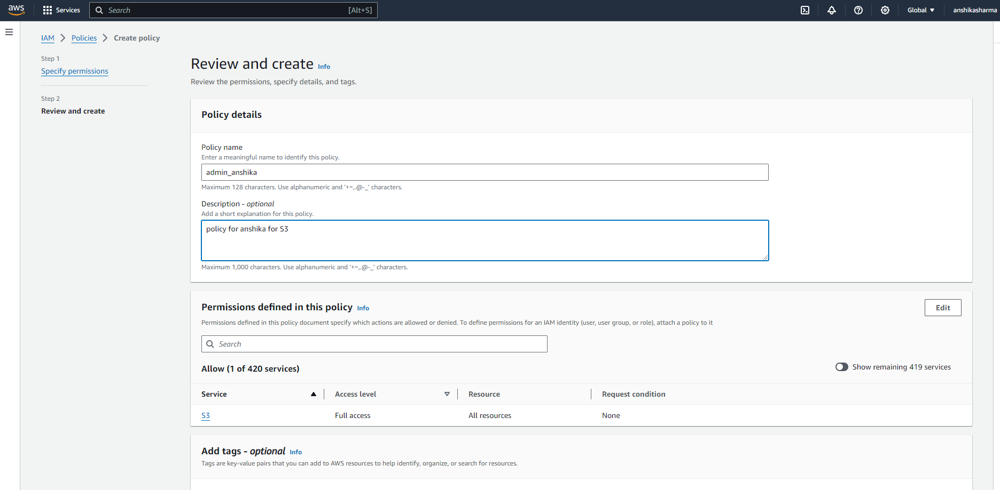 aws Services Search [Alt+S] Global ▼ anshikasharma
IAM > Policies > Create policy
Step 1
Specify permissions
Step 2
Review and create
Review and create Info
Review the permissions, specify details, and tags.
Policy details
Policy name
Enter a meaningful name to identify this policy.
admin_anshika
Maximum 128 characters. Use alphanumeric and '+=,.@-_' characters.
Description - optional
Add a short explanation for this policy.
policy for anshika for S3
Maximum 1,000 characters. Use alphanumeric and '+=,.@-_' characters.
Permissions defined in this policy Info
Edit
Permissions defined in this policy document specify which actions are allowed or denied. To define permissions for an IAM identity (user, user group, or role), attach a policy to it
Search
Allow (1 of 420 services)
Show remaining 419 services
Service ▲ Access level ▽ Resource Request condition
S3 Full access All resources None
Add tags - optional Info
Tags are key-value pairs that you can add to AWS resources to help identify, organize, or search for resources.